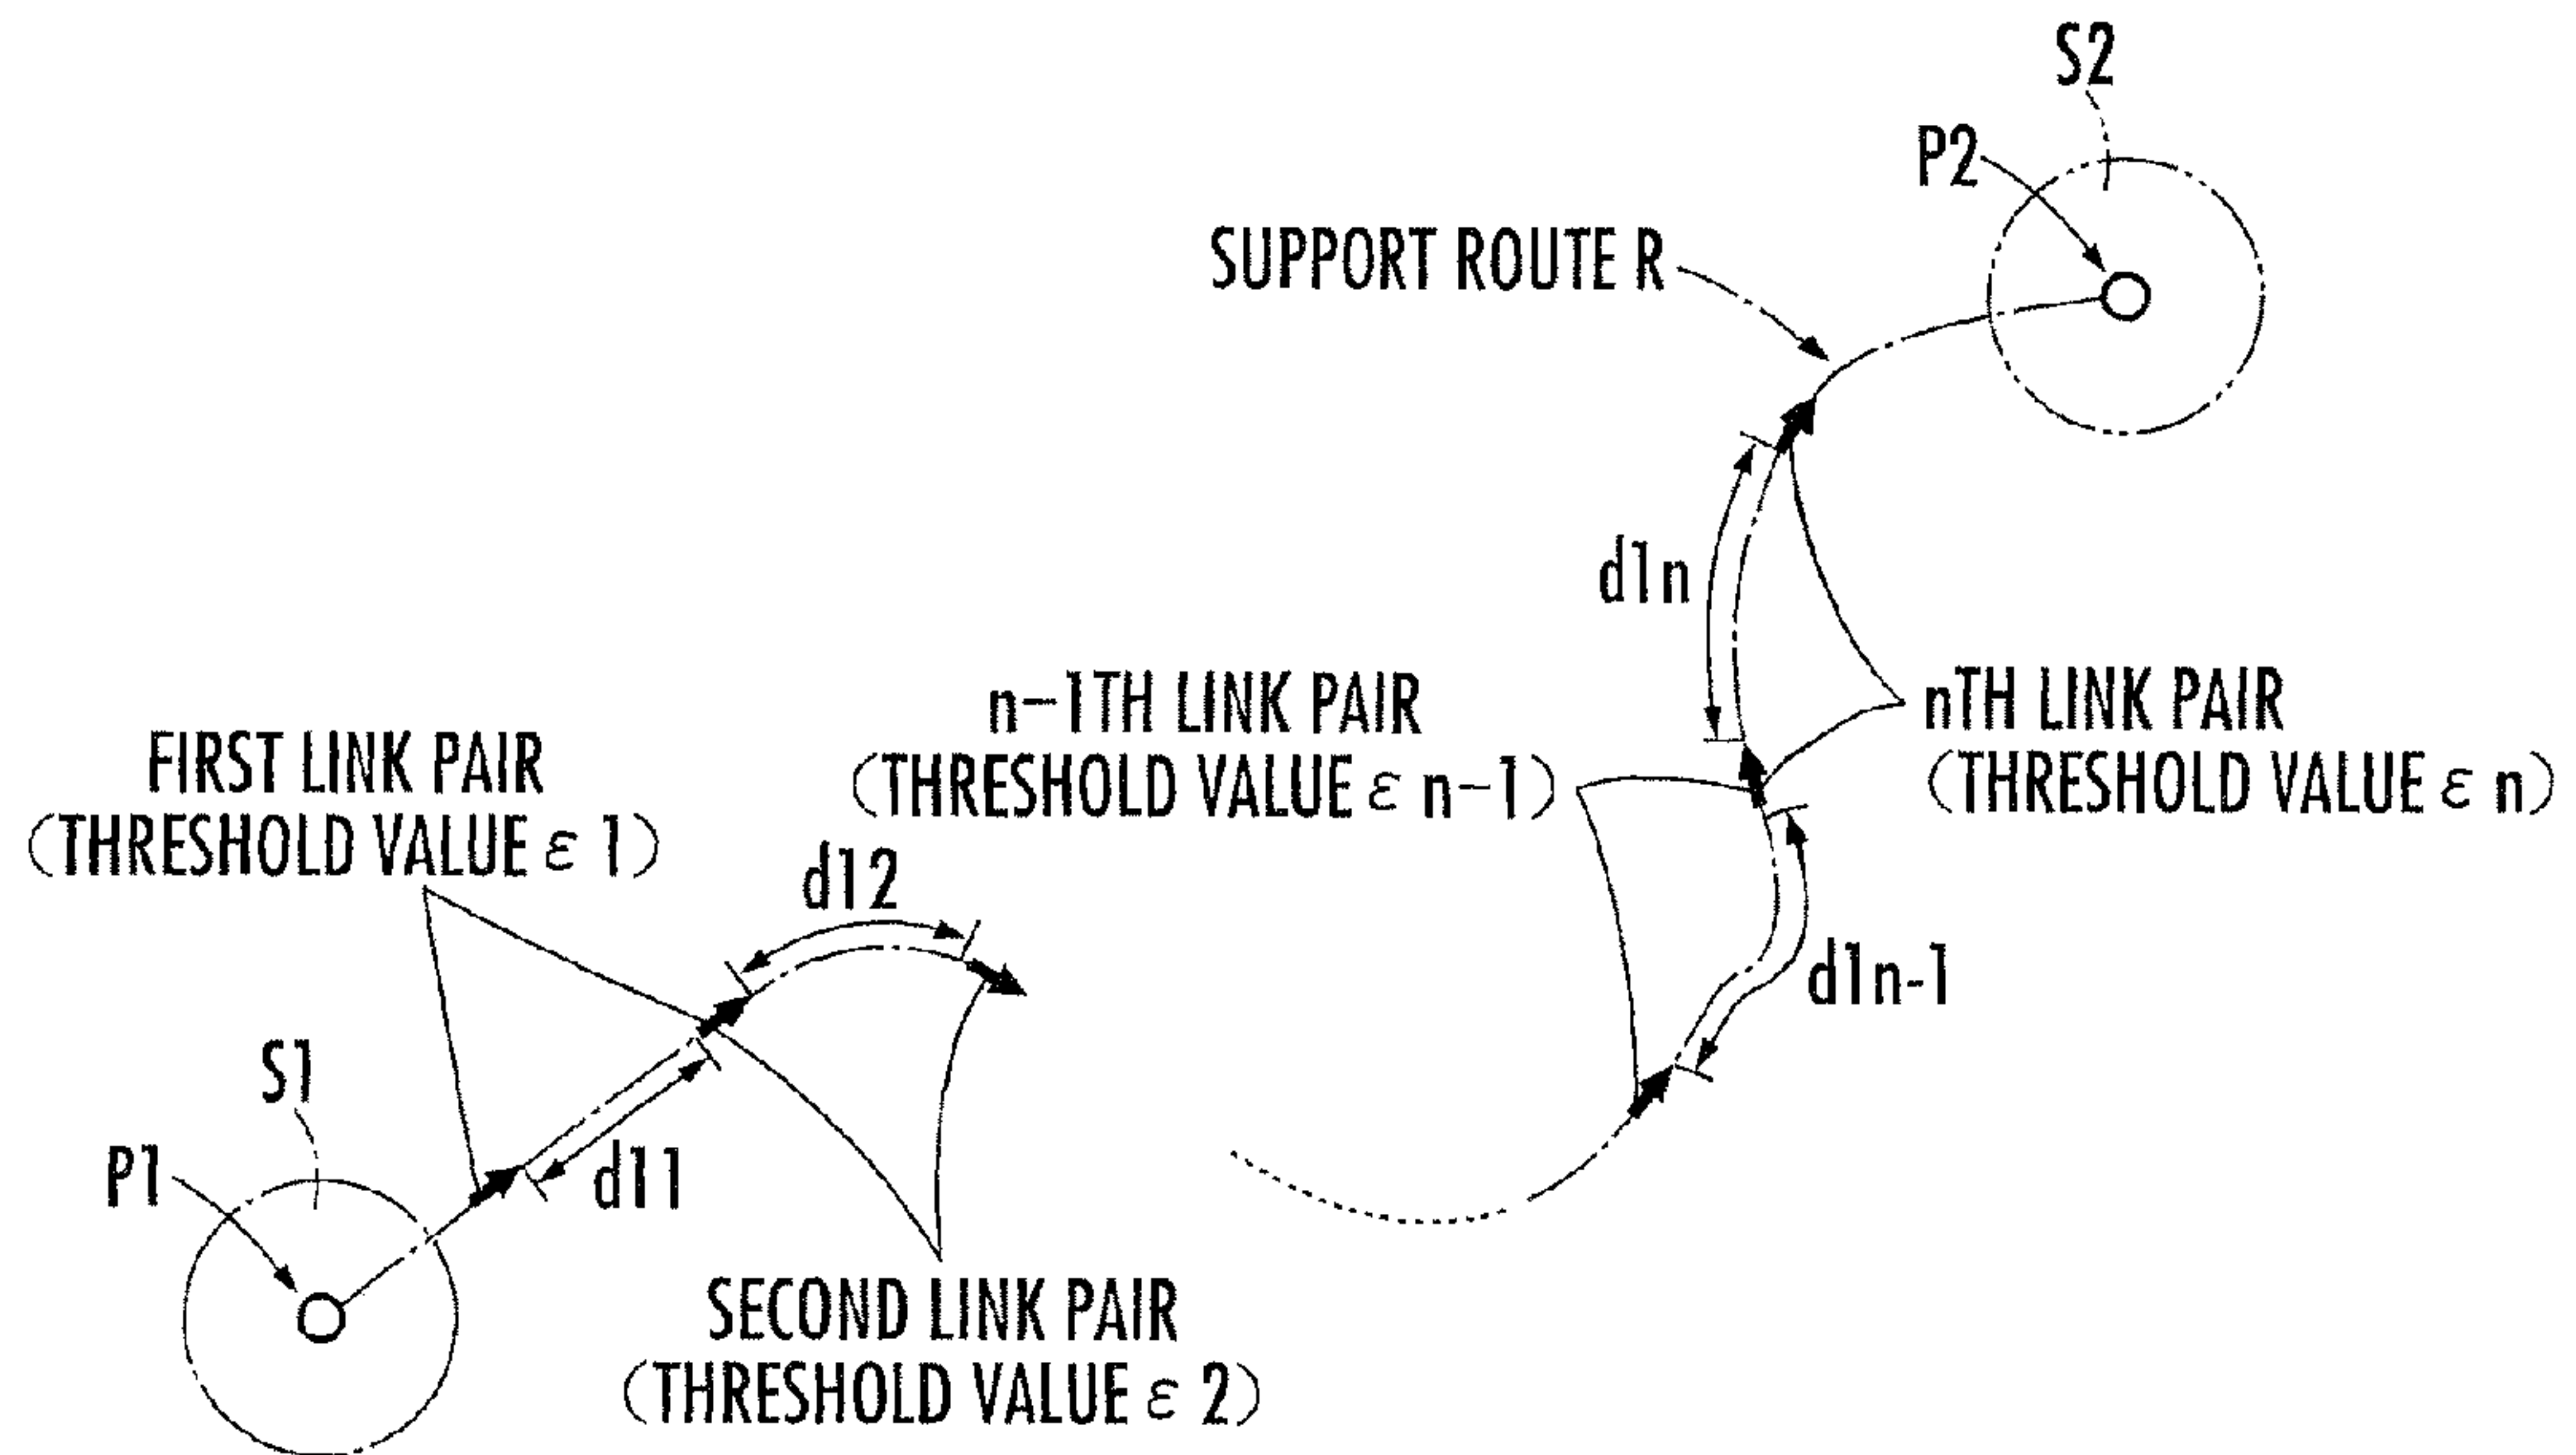 S2
P2
SUPPORT ROUTE R
d1n
n-1TH LINK PAIR
(THRESHOLD VALUE ε n-1)
nTH LINK PAIR
(THRESHOLD VALUE ε n)
FIRST LINK PAIR
(THRESHOLD VALUE ε 1)
d12
d1n-1
S1
P1
d11
SECOND LINK PAIR
(THRESHOLD VALUE ε 2)